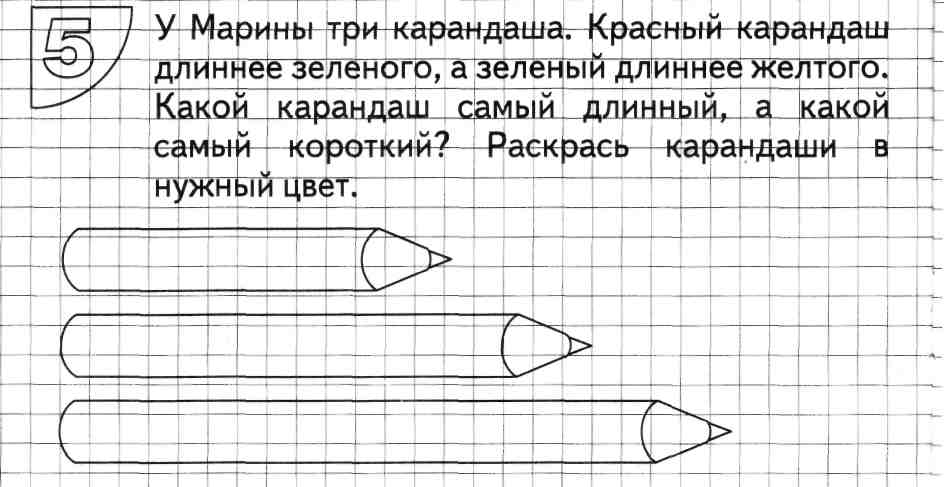 5
У Марины три карандаша. Красный карандаш
длиннее зеленого, а зеленый длиннее желтого.
Какой карандаш самый длинный, а какой
самый короткий? Раскрась карандаши в
нужный цвет.